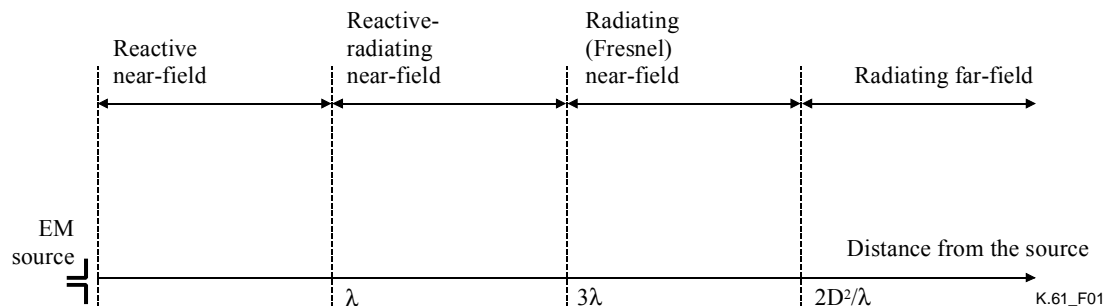 Reactive
near-field
Reactive-
radiating
near-field
Radiating
(Fresnel)
near-field
Radiating far-field
EM
source
Distance from the source
λ
3λ
2D²/λ
K.61_F01